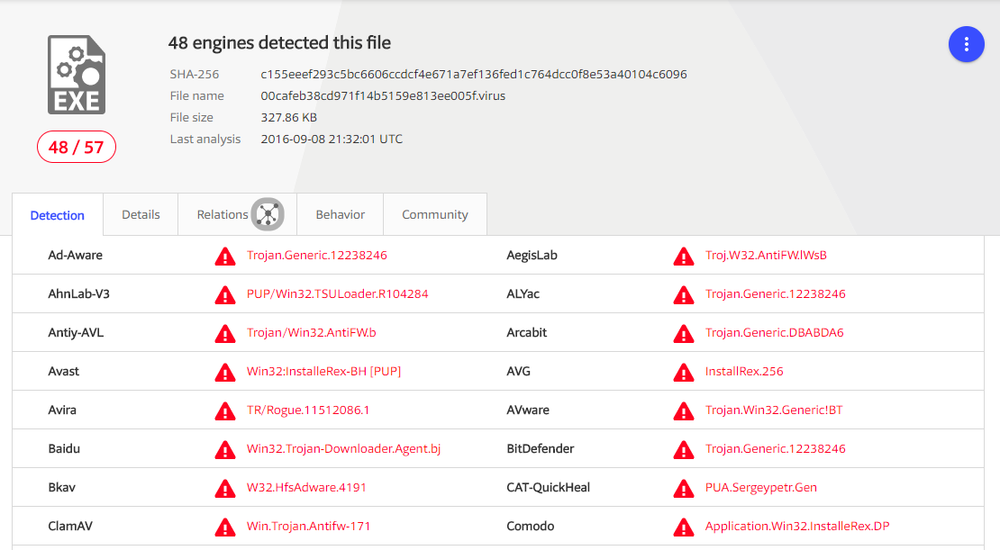 48 engines detected this file
SHA-256 c155eeef293c5bc6606ccdcf4e671a7ef136fed1c764dcc0f8e53a40104c6096
File name 00cafeb38cd971f14b5159e813ee005f.virus
File size 327.86 KB
Last analysis 2016-09-08 21:32:01 UTC
EXE
48 / 57
Detection Details Relations Behavior Community
Ad-Aware Trojan.Generic.12238246 AegisLab Troj.W32.AntiFW.lWsB
AhnLab-V3 PUP/Win32.TSULoader.R104284 ALYac Trojan.Generic.12238246
Antiy-AVL Trojan/Win32.AntiFW.b Arcabit Trojan.Generic.DBABDA6
Avast Win32:InstalleRex-BH [PUP] AVG InstallRex.256
Avira TR/Rogue.11512086.1 AVware Trojan.Win32.Generic!BT
Baidu Win32.Trojan-Downloader.Agent.bj BitDefender Trojan.Generic.12238246
Bkav W32.HfsAdware.4191 CAT-QuickHeal PUA.Sergeypetr.Gen
ClamAV Win.Trojan.Antifw-171 Comodo Application.Win32.InstalleRex.DP